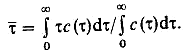 τ̄ = ∫₀^∞ τc (τ) dτ/∫₀^∞ c (τ) dτ.